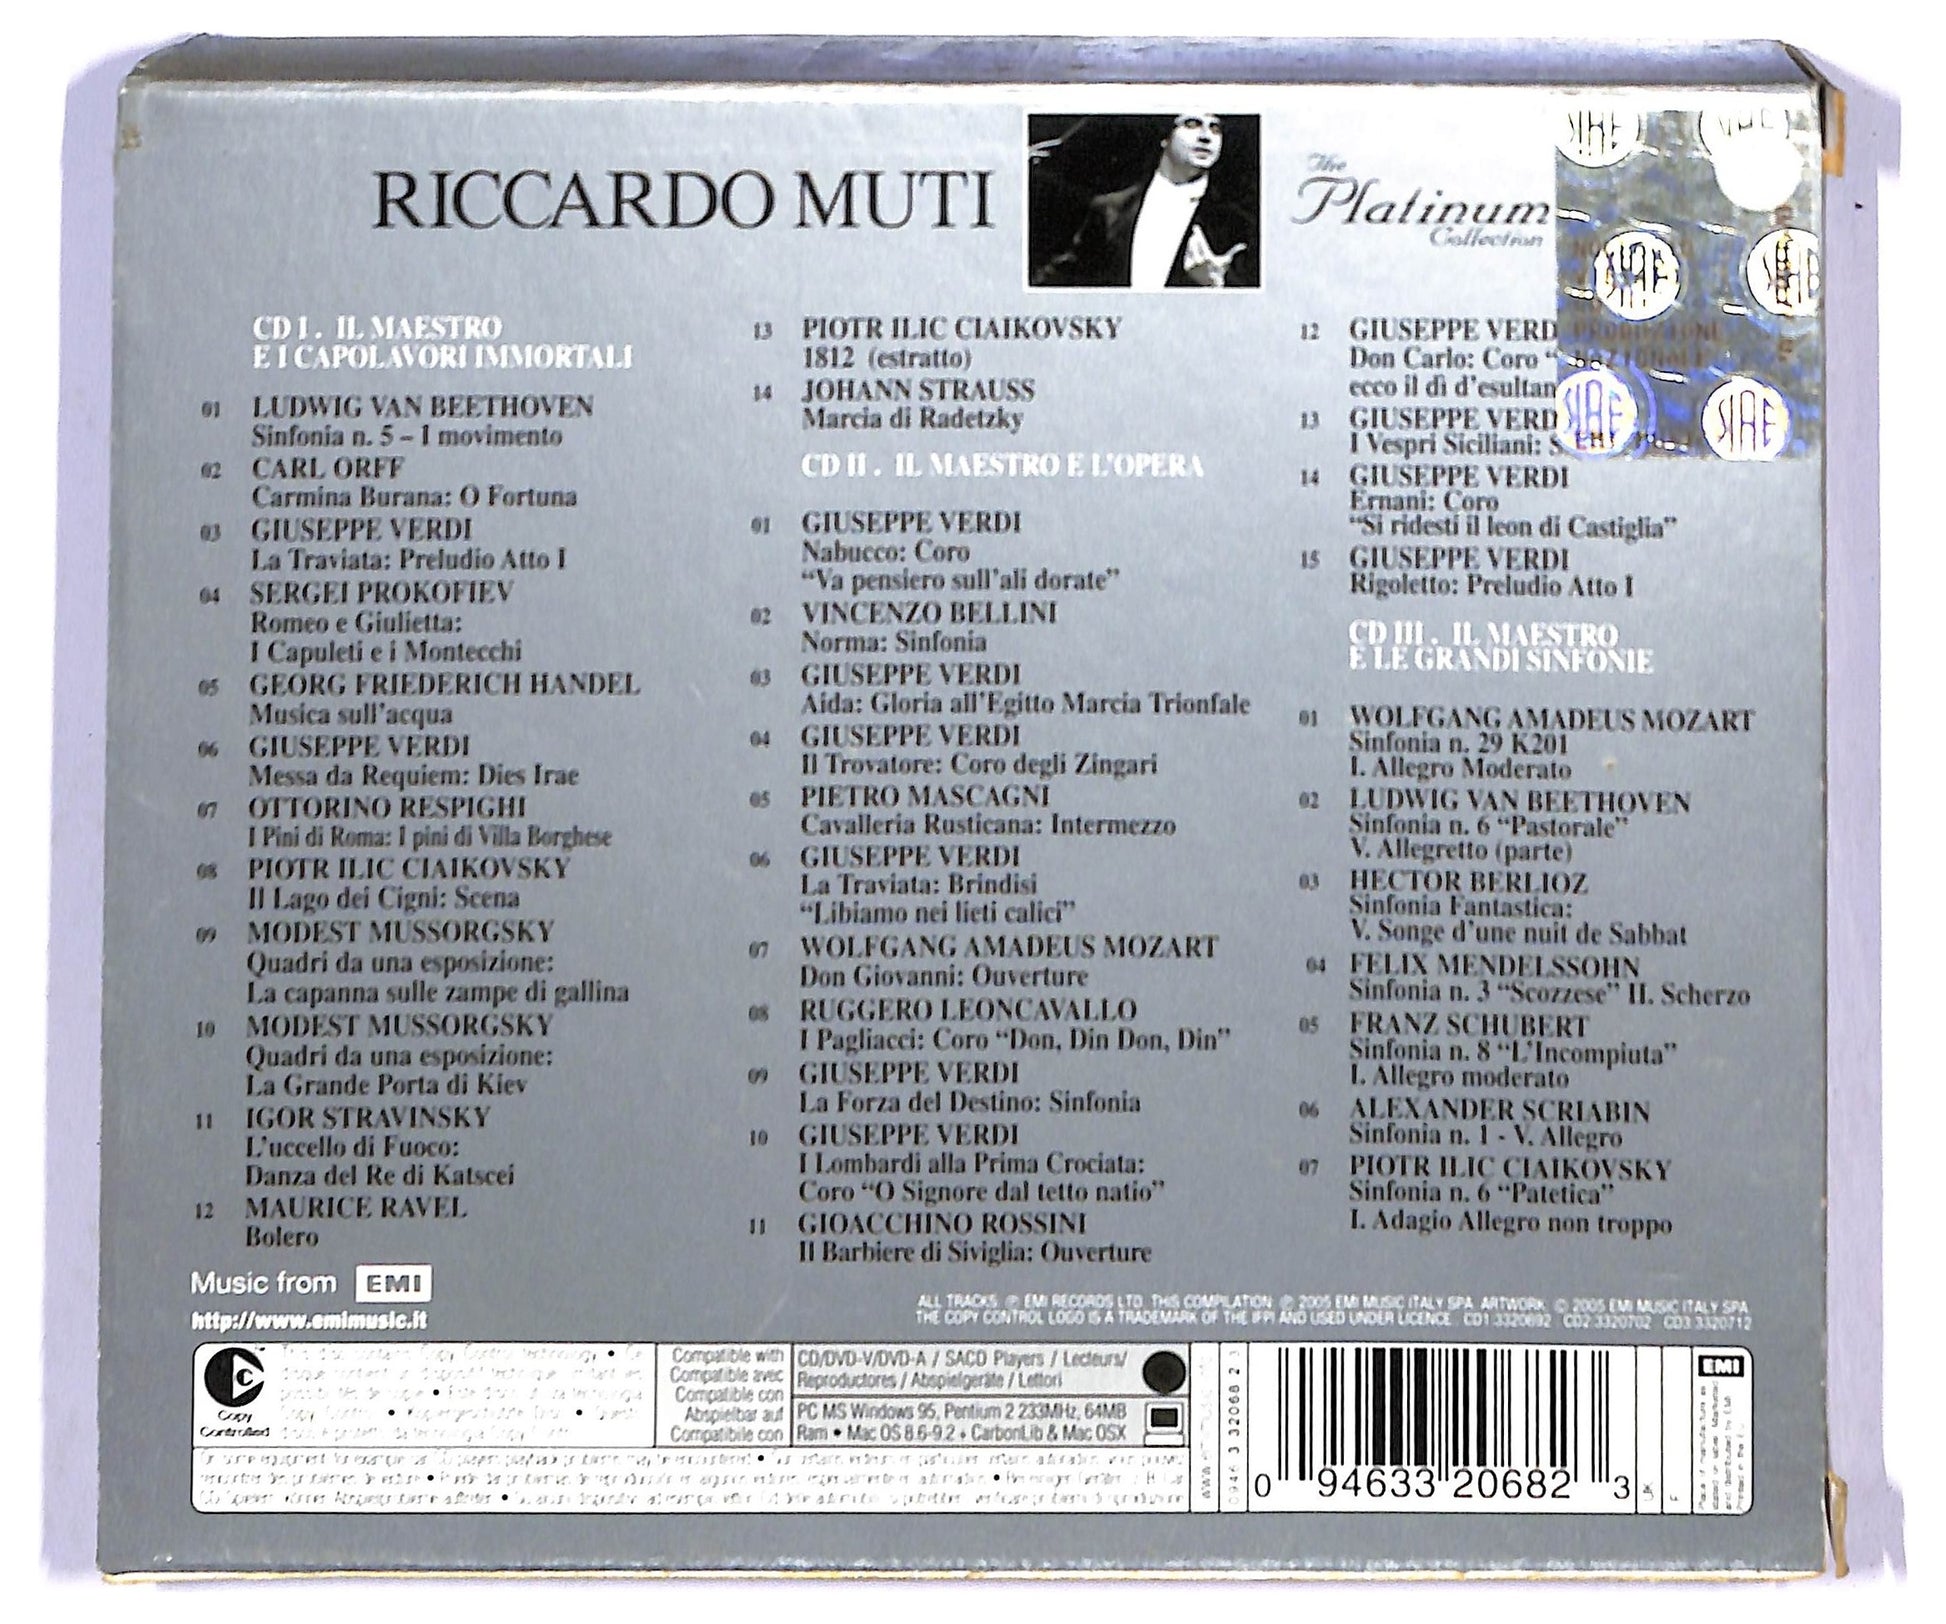 RICCARDO MUTI
The
Platinum
Collection
CD I . IL MAESTRO
E I CAPOLAVORI IMMORTALI
01 LUDWIG VAN BEETHOVEN
Sinfonia n. 5 – I movimento
02 CARL ORFF
Carmina Burana: O Fortuna
03 GIUSEPPE VERDI
La Traviata: Preludio Atto I
04 SERGEI PROKOFIEV
Romeo e Giulietta:
I Capuleti e i Montecchi
05 GEORG FRIEDERICH HANDEL
Musica sull'acqua
06 GIUSEPPE VERDI
Messa da Requiem: Dies Irae
07 OTTORINO RESPIGHI
I Pini di Roma: I pini di Villa Borghese
08 PIOTR ILIC CIAIKOVSKY
Il Lago dei Cigni: Scena
09 MODEST MUSSORGSKY
Quadri da una esposizione:
La capanna sulle zampe di gallina
10 MODEST MUSSORGSKY
Quadri da una esposizione:
La Grande Porta di Kiev
11 IGOR STRAVINSKY
L'uccello di Fuoco:
Danza del Re di Katscei
12 MAURICE RAVEL
Bolero
13 PIOTR ILIC CIAIKOVSKY
1812 (estratto)
14 JOHANN STRAUSS
Marcia di Radetzky
CD II . IL MAESTRO E L'OPERA
01 GIUSEPPE VERDI
Nabucco: Coro
"Va pensiero sull'ali dorate"
02 VINCENZO BELLINI
Norma: Sinfonia
03 GIUSEPPE VERDI
Aida: Gloria all'Egitto Marcia Trionfale
04 GIUSEPPE VERDI
Il Trovatore: Coro degli Zingari
05 PIETRO MASCAGNI
Cavalleria Rusticana: Intermezzo
06 GIUSEPPE VERDI
La Traviata: Brindisi
"Libiamo nei lieti calici"
07 WOLFGANG AMADEUS MOZART
Don Giovanni: Ouverture
08 RUGGERO LEONCAVALLO
I Pagliacci: Coro "Don, Din Don, Din"
09 GIUSEPPE VERDI
La Forza del Destino: Sinfonia
10 GIUSEPPE VERDI
I Lombardi alla Prima Crociata:
Coro "O Signore dal tetto natio"
11 GIOACCHINO ROSSINI
Il Barbiere di Siviglia: Ouverture
12 GIUSEPPE VERD
Don Carlo: Coro "
ecco il dì d'esultan
13 GIUSEPPE VERD
I Vespri Siciliani: S
14 GIUSEPPE VERDI
Ernani: Coro
"Si ridesti il leon di Castiglia"
15 GIUSEPPE VERDI
Rigoletto: Preludio Atto I
CD III . IL MAESTRO
E LE GRANDI SINFONIE
01 WOLFGANG AMADEUS MOZART
Sinfonia n. 29 K201
I. Allegro Moderato
02 LUDWIG VAN BEETHOVEN
Sinfonia n. 6 "Pastorale"
V. Allegretto (parte)
03 HECTOR BERLIOZ
Sinfonia Fantastica:
V. Songe d'une nuit de Sabbat
04 FELIX MENDELSSOHN
Sinfonia n. 3 "Scozzese" II. Scherzo
05 FRANZ SCHUBERT
Sinfonia n. 8 "L'Incompiuta"
I. Allegro moderato
06 ALEXANDER SCRIABIN
Sinfonia n. 1 - V. Allegro
07 PIOTR ILIC CIAIKOVSKY
Sinfonia n. 6 "Patetica"
I. Adagio Allegro non troppo
SIAE
SIAE
SIAE
SIAE
Music from EMI
http://www.emimusic.it
ALL TRACKS ℗ EMI RECORDS LTD. THIS COMPILATION ℗ 2005 EMI MUSIC ITALY SPA. ARTWORK © 2005 EMI MUSIC ITALY SPA
THE COPY CONTROL LOGO IS A TRADEMARK OF THE IFPI AND USED UNDER LICENCE CD1:3320692 CD2:3320702 CD3:3320712
Copy
Controlled
Compatible with
Compatible avec
Compatible con
Abspielbar auf
Compatibile con
CD/DVD-V/DVD-A / SACD Players / Lecteurs/
Reproductores / Abspielgeräte / Lettori
PC MS Windows 95, Pentium 2 233MHz, 64MB
Ram • Mac OS 8.6-9.2 + CarbonLib & Mac OSX
0946 3 32068 2 3
0 94633 20682 3
UK
F
EMI